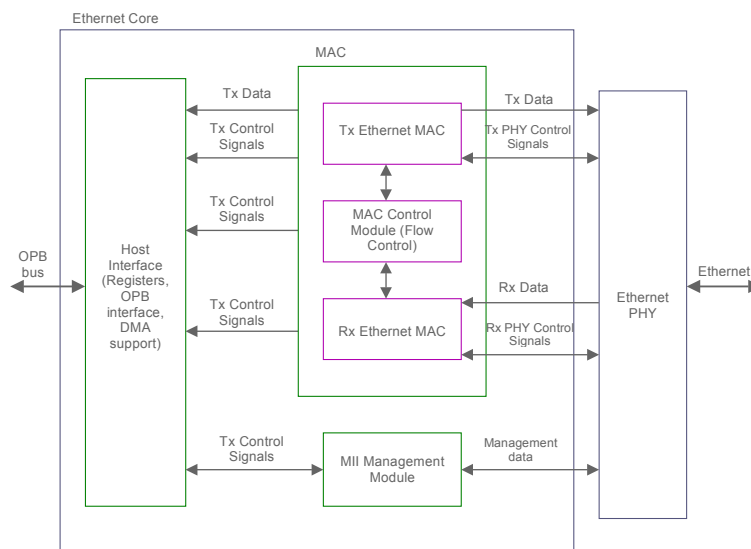 Ethernet Core
MAC
Tx Data
Tx Control
Signals
Tx Control
Signals
Tx Control
Signals
Tx Control
Signals
OPB
bus
Host
Interface
(Registers,
OPB
interface,
DMA
support)
Tx Ethernet MAC
MAC Control
Module (Flow
Control)
Rx Ethernet MAC
MII Management
Module
Tx Data
Tx PHY Control
Signals
Rx Data
Rx PHY Control
Signals
Management
data
Ethernet
PHY
Ethernet